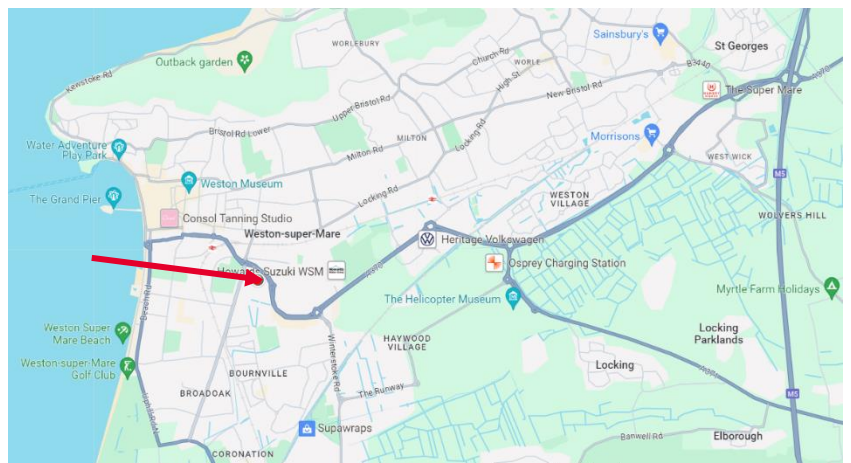 WORLEBURY
Sainsbury's
St Georges
Outback garden
Church Rd
WORLE
B3440
A370
Kewstoke Rd
High St
The Super Mare
Upper Bristol Rd
New Bristol Rd
Bristol Rd Lower
Locking Rd
MILTON
Morrisons
Water Adventure
Play Park
Milton Rd
WEST WICK
M5
Weston Museum
Locking Rd
WESTON
VILLAGE
The Grand Pier
WOLVERS HILL
Consol Tanning Studio
Weston-super-Mare
Heritage Volkswagen
Howards Suzuki WSM
A370
Osprey Charging Station
Beach Rd
The Helicopter Museum
Myrtle Farm Holidays
Weston Super
Mare Beach
Locking
Parklands
HAYWOOD
VILLAGE
Winterstoke Rd
Weston-super-Mare
Golf Club
BOURNVILLE
Locking
The Runway
M5
BROADOAK
Supawraps
Banwell Rd
Elborough
CORONATION